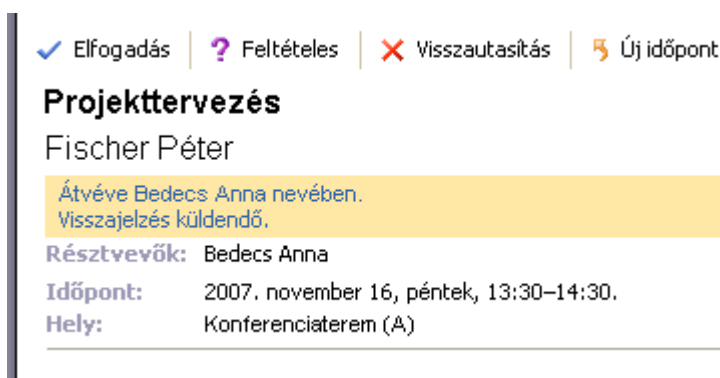 Elfogadás Feltételes Visszautasítás Új időpont
Projekttervezés
Fischer Péter
Átvéve Bedecs Anna nevében.
Visszajelzés küldendő.
Résztvevők: Bedecs Anna
Időpont: 2007. november 16, péntek, 13:30–14:30.
Hely: Konferenciaterem (A)